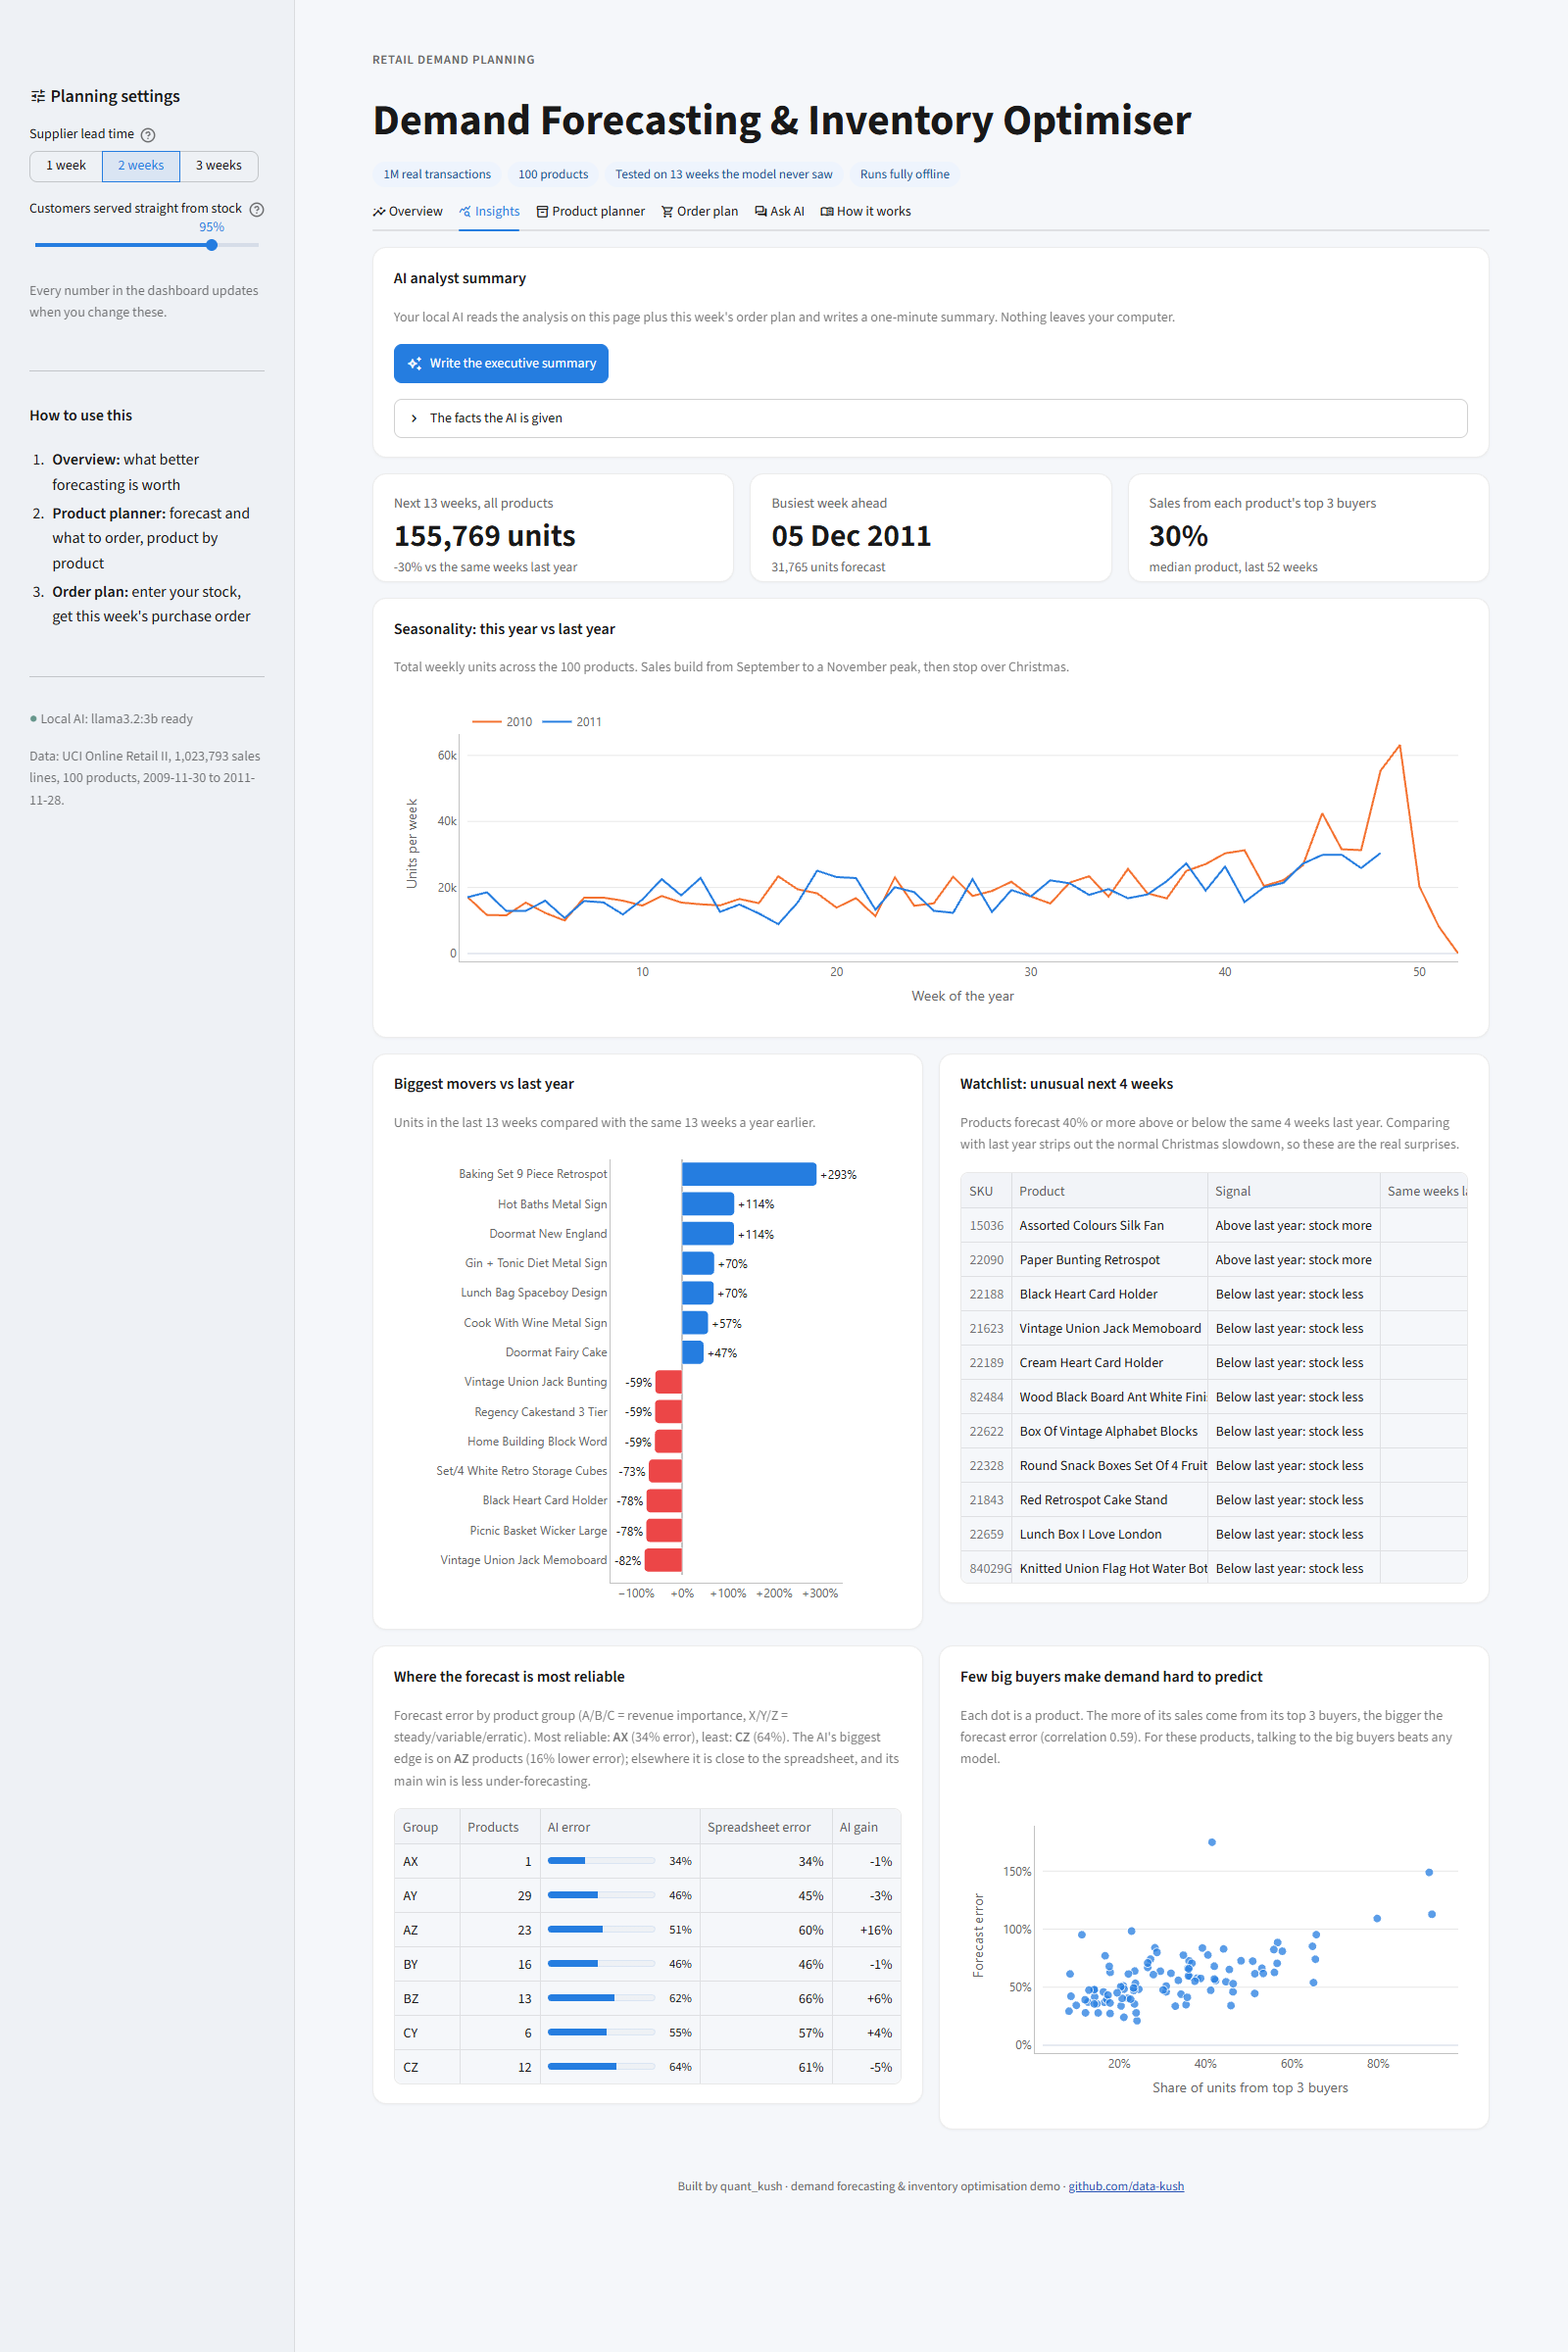 Planning settings
Supplier lead time
1 week 2 weeks 3 weeks
Customers served straight from stock
95%
Every number in the dashboard updates
when you change these.
How to use this
1. Overview: what better
forecasting is worth
2. Product planner: forecast and
what to order, product by
product
3. Order plan: enter your stock,
get this week's purchase order
Local AI: llama3.2:3b ready
Data: UCI Online Retail II, 1,023,793 sales
lines, 100 products, 2009-11-30 to 2011-
11-28.
RETAIL DEMAND PLANNING
Demand Forecasting & Inventory Optimiser
1M real transactions 100 products Tested on 13 weeks the model never saw Runs fully offline
Overview Insights Product planner Order plan Ask AI How it works
AI analyst summary
Your local AI reads the analysis on this page plus this week's order plan and writes a one-minute summary. Nothing leaves your computer.
Write the executive summary
The facts the AI is given
Next 13 weeks, all products
155,769 units
-30% vs the same weeks last year
Busiest week ahead
05 Dec 2011
31,765 units forecast
Sales from each product's top 3 buyers
30%
median product, last 52 weeks
Seasonality: this year vs last year
Total weekly units across the 100 products. Sales build from September to a November peak, then stop over Christmas.
2010 2011
Units per week
60k
40k
20k
0
10 20 30 40 50
Week of the year
Biggest movers vs last year
Units in the last 13 weeks compared with the same 13 weeks a year earlier.
Baking Set 9 Piece Retrospot +293%
Hot Baths Metal Sign +114%
Doormat New England +114%
Gin + Tonic Diet Metal Sign +70%
Lunch Bag Spaceboy Design +70%
Cook With Wine Metal Sign +57%
Doormat Fairy Cake +47%
Vintage Union Jack Bunting -59%
Regency Cakestand 3 Tier -59%
Home Building Block Word -59%
Set/4 White Retro Storage Cubes -73%
Black Heart Card Holder -78%
Picnic Basket Wicker Large -78%
Vintage Union Jack Memoboard -82%
−100% +0% +100% +200% +300%
Watchlist: unusual next 4 weeks
Products forecast 40% or more above or below the same 4 weeks last year. Comparing
with last year strips out the normal Christmas slowdown, so these are the real surprises.
SKU Product Signal Same weeks la
15036 Assorted Colours Silk Fan Above last year: stock more
22090 Paper Bunting Retrospot Above last year: stock more
22188 Black Heart Card Holder Below last year: stock less
21623 Vintage Union Jack Memoboard Below last year: stock less
22189 Cream Heart Card Holder Below last year: stock less
82484 Wood Black Board Ant White Fini Below last year: stock less
22622 Box Of Vintage Alphabet Blocks Below last year: stock less
22328 Round Snack Boxes Set Of 4 Fruit Below last year: stock less
21843 Red Retrospot Cake Stand Below last year: stock less
22659 Lunch Box I Love London Below last year: stock less
84029G Knitted Union Flag Hot Water Bot Below last year: stock less
Where the forecast is most reliable
Forecast error by product group (A/B/C = revenue importance, X/Y/Z =
steady/variable/erratic). Most reliable: AX (34% error), least: CZ (64%). The AI's biggest
edge is on AZ products (16% lower error); elsewhere it is close to the spreadsheet, and its
main win is less under-forecasting.
Group Products AI error Spreadsheet error AI gain
AX 1 34% 34% -1%
AY 29 46% 45% -3%
AZ 23 51% 60% +16%
BY 16 46% 46% -1%
BZ 13 62% 66% +6%
CY 6 55% 57% +4%
CZ 12 64% 61% -5%
Few big buyers make demand hard to predict
Each dot is a product. The more of its sales come from its top 3 buyers, the bigger the
forecast error (correlation 0.59). For these products, talking to the big buyers beats any
model.
Forecast error
150%
100%
50%
0%
20% 40% 60% 80%
Share of units from top 3 buyers
Built by quant_kush · demand forecasting & inventory optimisation demo · github.com/data-kush